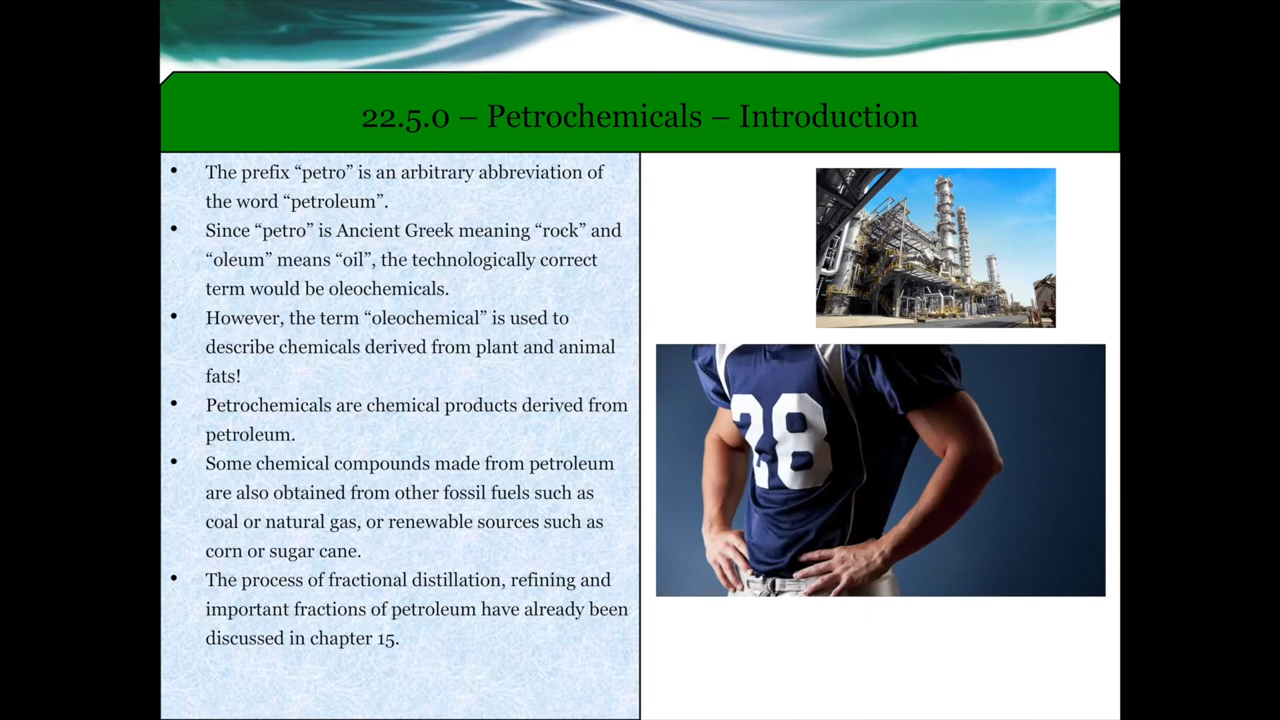 22.5.0 – Petrochemicals – Introduction
• The prefix “petro” is an arbitrary abbreviation of
the word “petroleum”.
• Since “petro” is Ancient Greek meaning “rock” and
“oleum” means “oil”, the technologically correct
term would be oleochemicals.
• However, the term “oleochemical” is used to
describe chemicals derived from plant and animal
fats!
• Petrochemicals are chemical products derived from
petroleum.
• Some chemical compounds made from petroleum
are also obtained from other fossil fuels such as
coal or natural gas, or renewable sources such as
corn or sugar cane.
• The process of fractional distillation, refining and
important fractions of petroleum have already been
discussed in chapter 15.
28